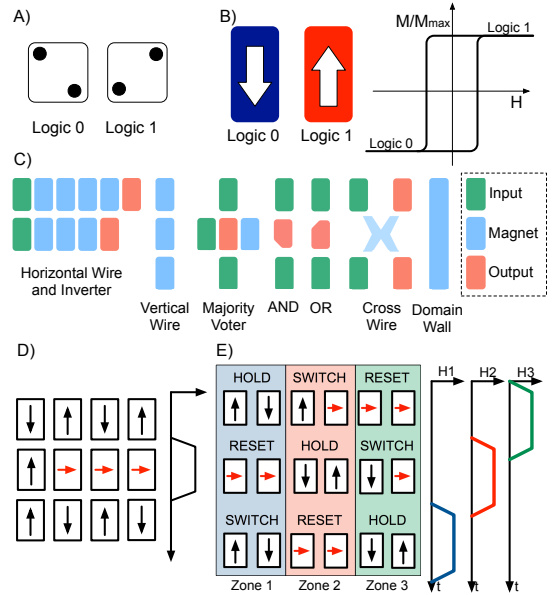 A)
Logic 0
Logic 1
B)
Logic 0
Logic 1
M/Mmax
Logic 1
H
Logic 0
C)
Input
Magnet
Output
Horizontal Wire
and Inverter
Vertical
Wire
Majority
Voter
AND
OR
Cross
Wire
Domain
Wall
D)
E)
HOLD
SWITCH
RESET
RESET
HOLD
SWITCH
SWITCH
RESET
HOLD
Zone 1
Zone 2
Zone 3
H1
H2
H3
t
t
t